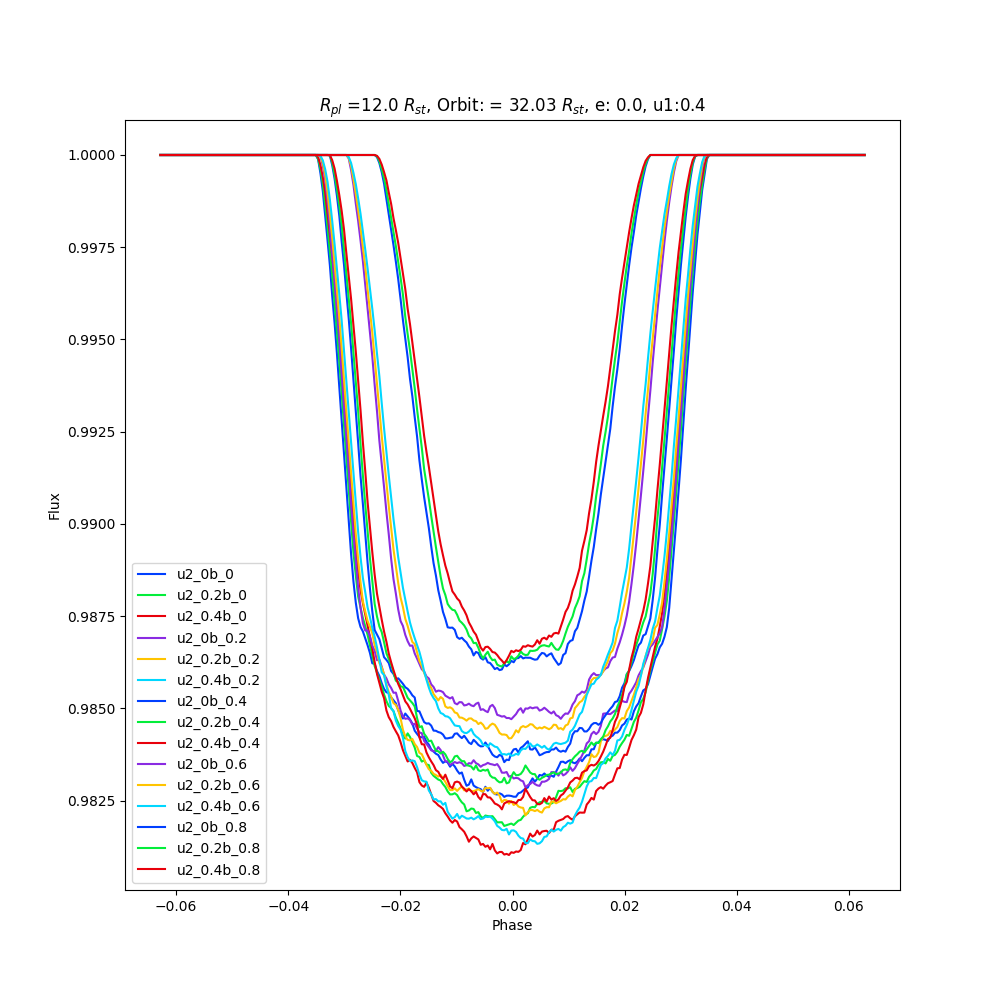 R_pl =12.0 R_st, Orbit: = 32.03 R_st, e: 0.0, u1:0.4
1.0000
0.9975
0.9950
0.9925
0.9900
0.9875
0.9850
0.9825
Flux
u2_0b_0
u2_0.2b_0
u2_0.4b_0
u2_0b_0.2
u2_0.2b_0.2
u2_0.4b_0.2
u2_0b_0.4
u2_0.2b_0.4
u2_0.4b_0.4
u2_0b_0.6
u2_0.2b_0.6
u2_0.4b_0.6
u2_0b_0.8
u2_0.2b_0.8
u2_0.4b_0.8
−0.06 −0.04 −0.02 0.00 0.02 0.04 0.06
Phase